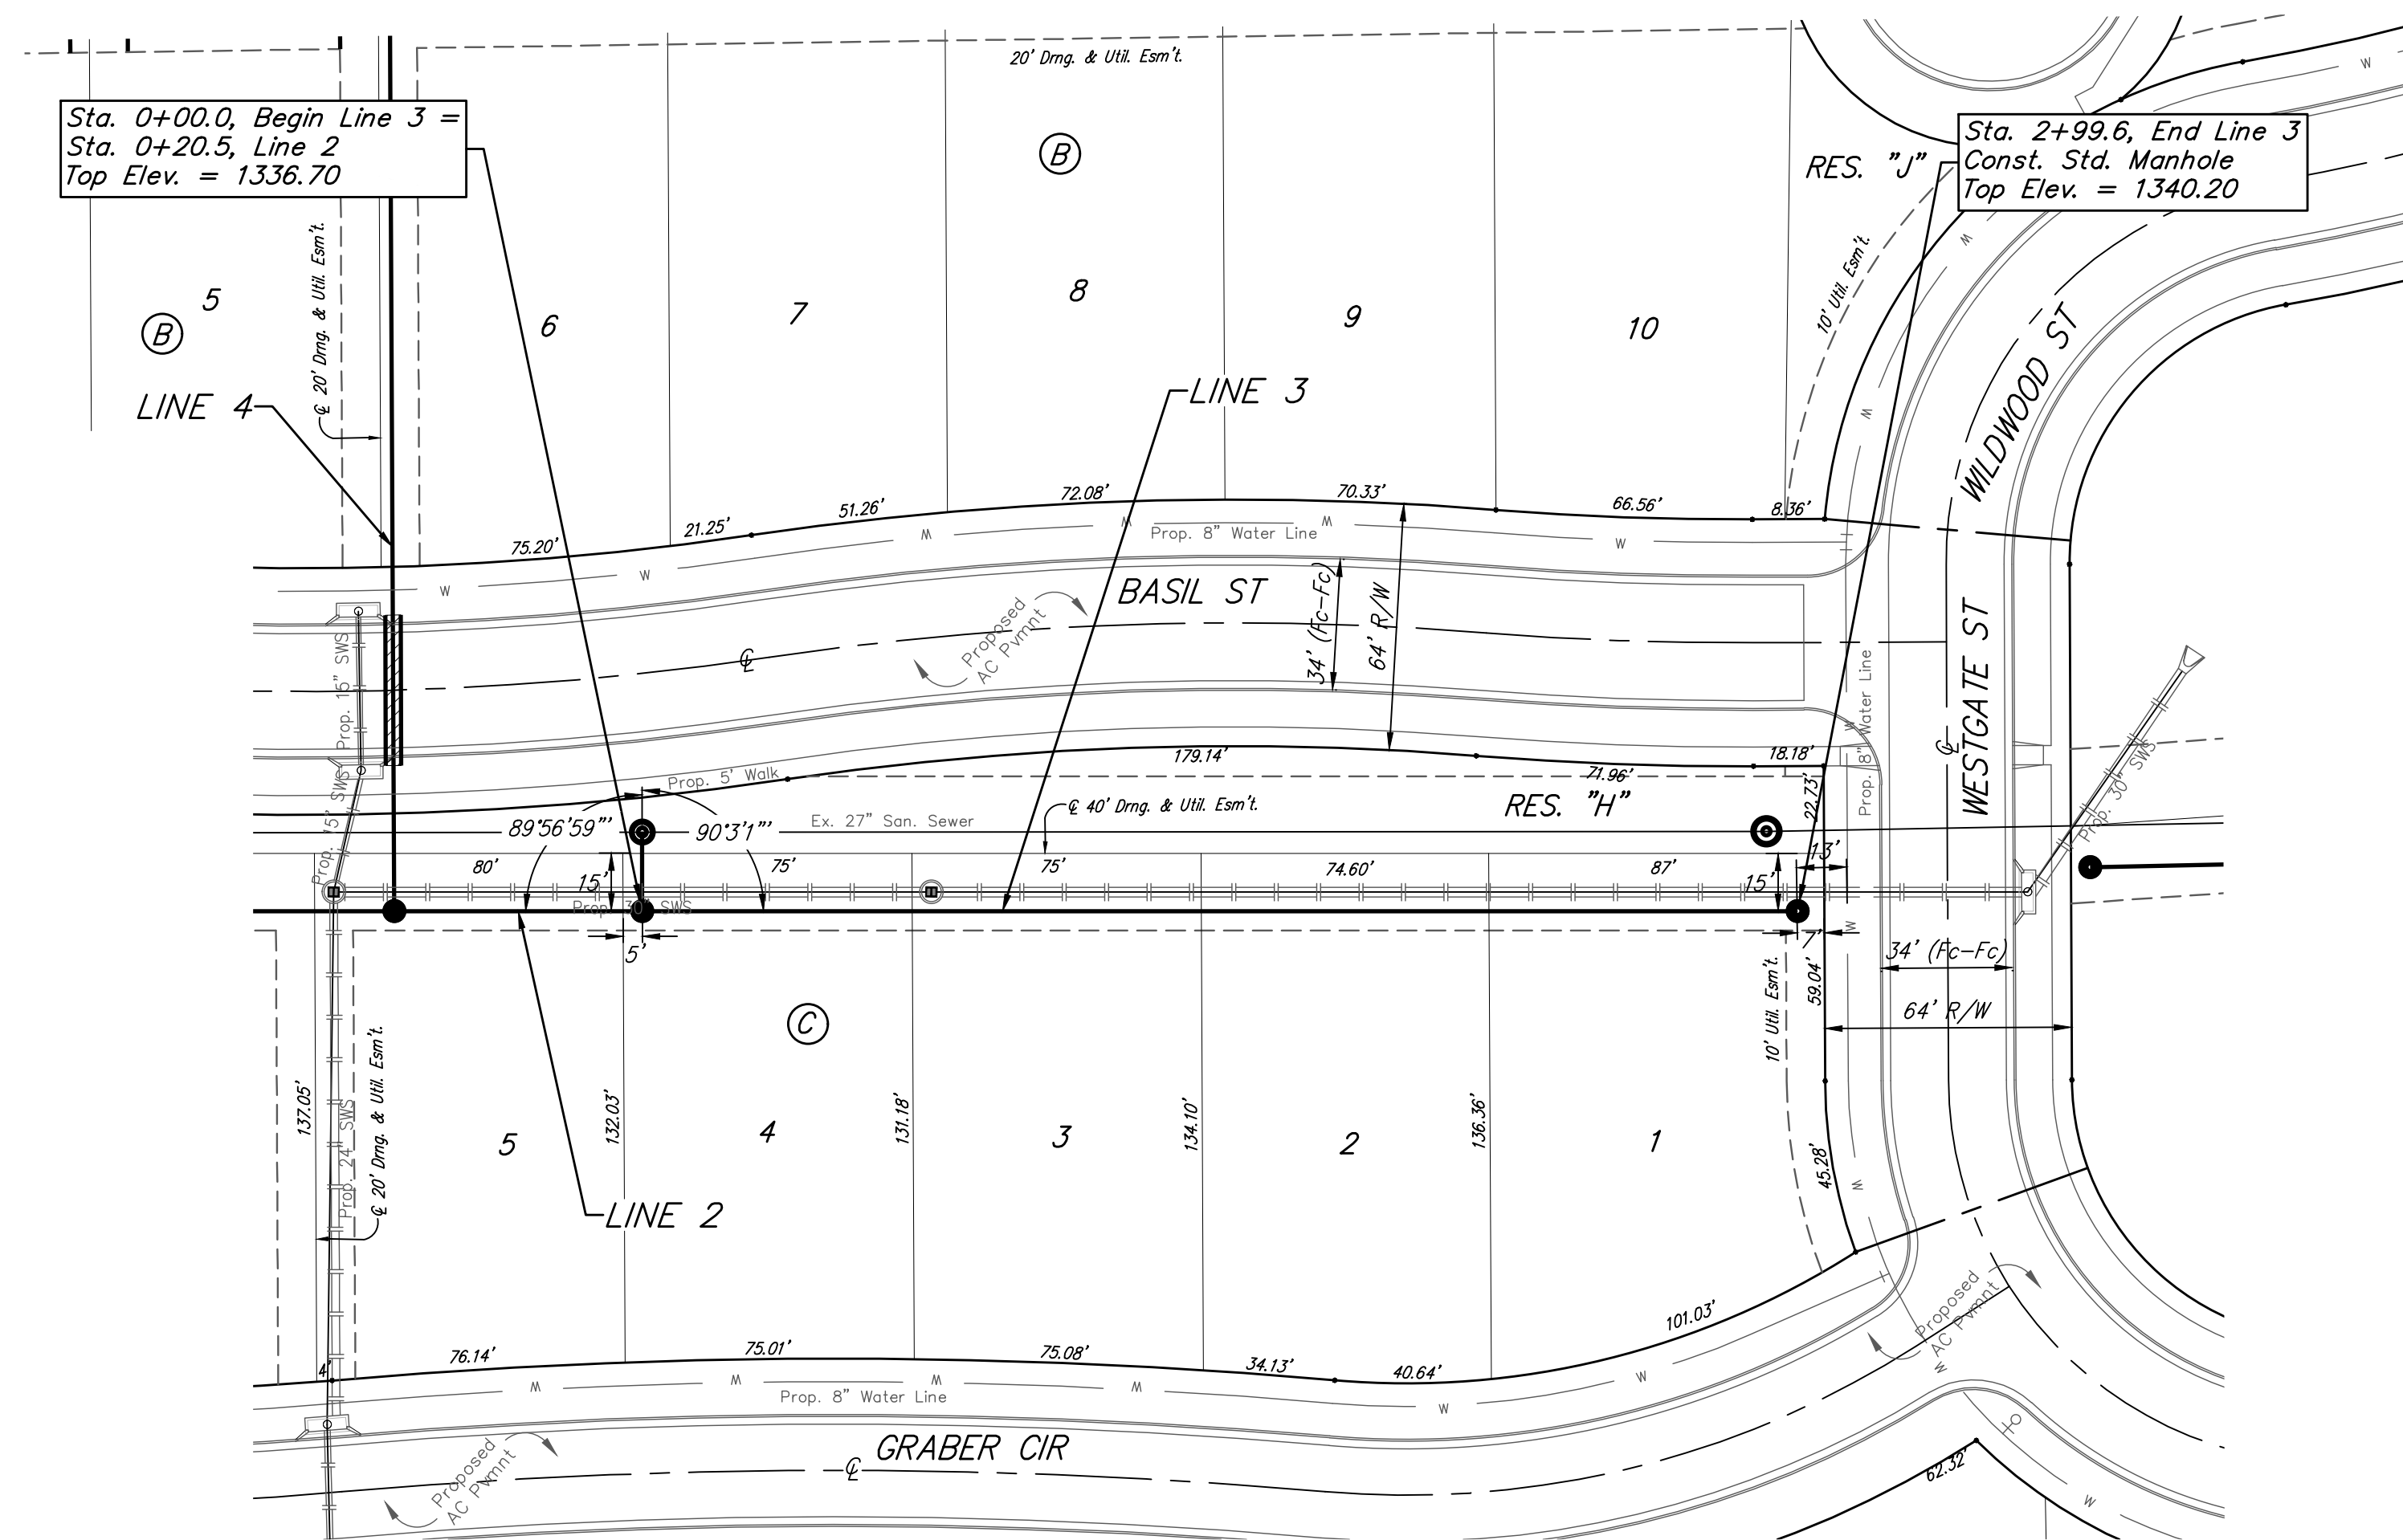 20' Drng. & Util. Esm't.
Sta. 0+00.0, Begin Line 3 =
Sta. 0+20.5, Line 2
Top Elev. = 1336.70
B
Sta. 2+99.6, End Line 3
Const. Std. Manhole
Top Elev. = 1340.20
RES. "J"
W
W
10' Util. Esm't.
℄ 20' Drng. & Util. Esm't.
5
B
6
7
8
9
10
WILDWOOD ST
LINE 4
LINE 3
W
75.20'
21.25'
51.26'
72.08'
70.33'
66.56'
8.36'
W
W
W
W
W
W
Prop. 8" Water Line
BASIL ST
34' (Fc-Fc)
64' R/W
Proposed
AC Pvmnt
℄
Prop. 15" SWS
Prop. 8" Water Line
W
WESTGATE ST
℄
Prop. 30" SWS
Prop. 5' Walk
179.14'
71.96'
18.18'
22.73'
RES. "H"
℄ 40' Drng. & Util. Esm't.
Ex. 27" San. Sewer
89°56'59"'
90°3'1"'
Prop. 15" SWS
80'
75'
75'
74.60'
87'
13'
15'
15'
Prop. 30" SWS
5'
7'
W
34' (Fc-Fc)
64' R/W
59.04'
10' Util. Esm't.
C
137.05'
132.03'
131.18'
134.10'
136.36'
45.28'
℄ 20' Drng. & Util. Esm't.
Prop. 24" SWS
5
4
3
2
1
W
LINE 2
4'
76.14'
75.01'
75.08'
34.13'
40.64'
101.03'
W
W
W
W
W
W
W
Prop. 8" Water Line
Proposed
AC Pvmnt
GRABER CIR
℄
Proposed
AC Pvmnt
62.32'
W